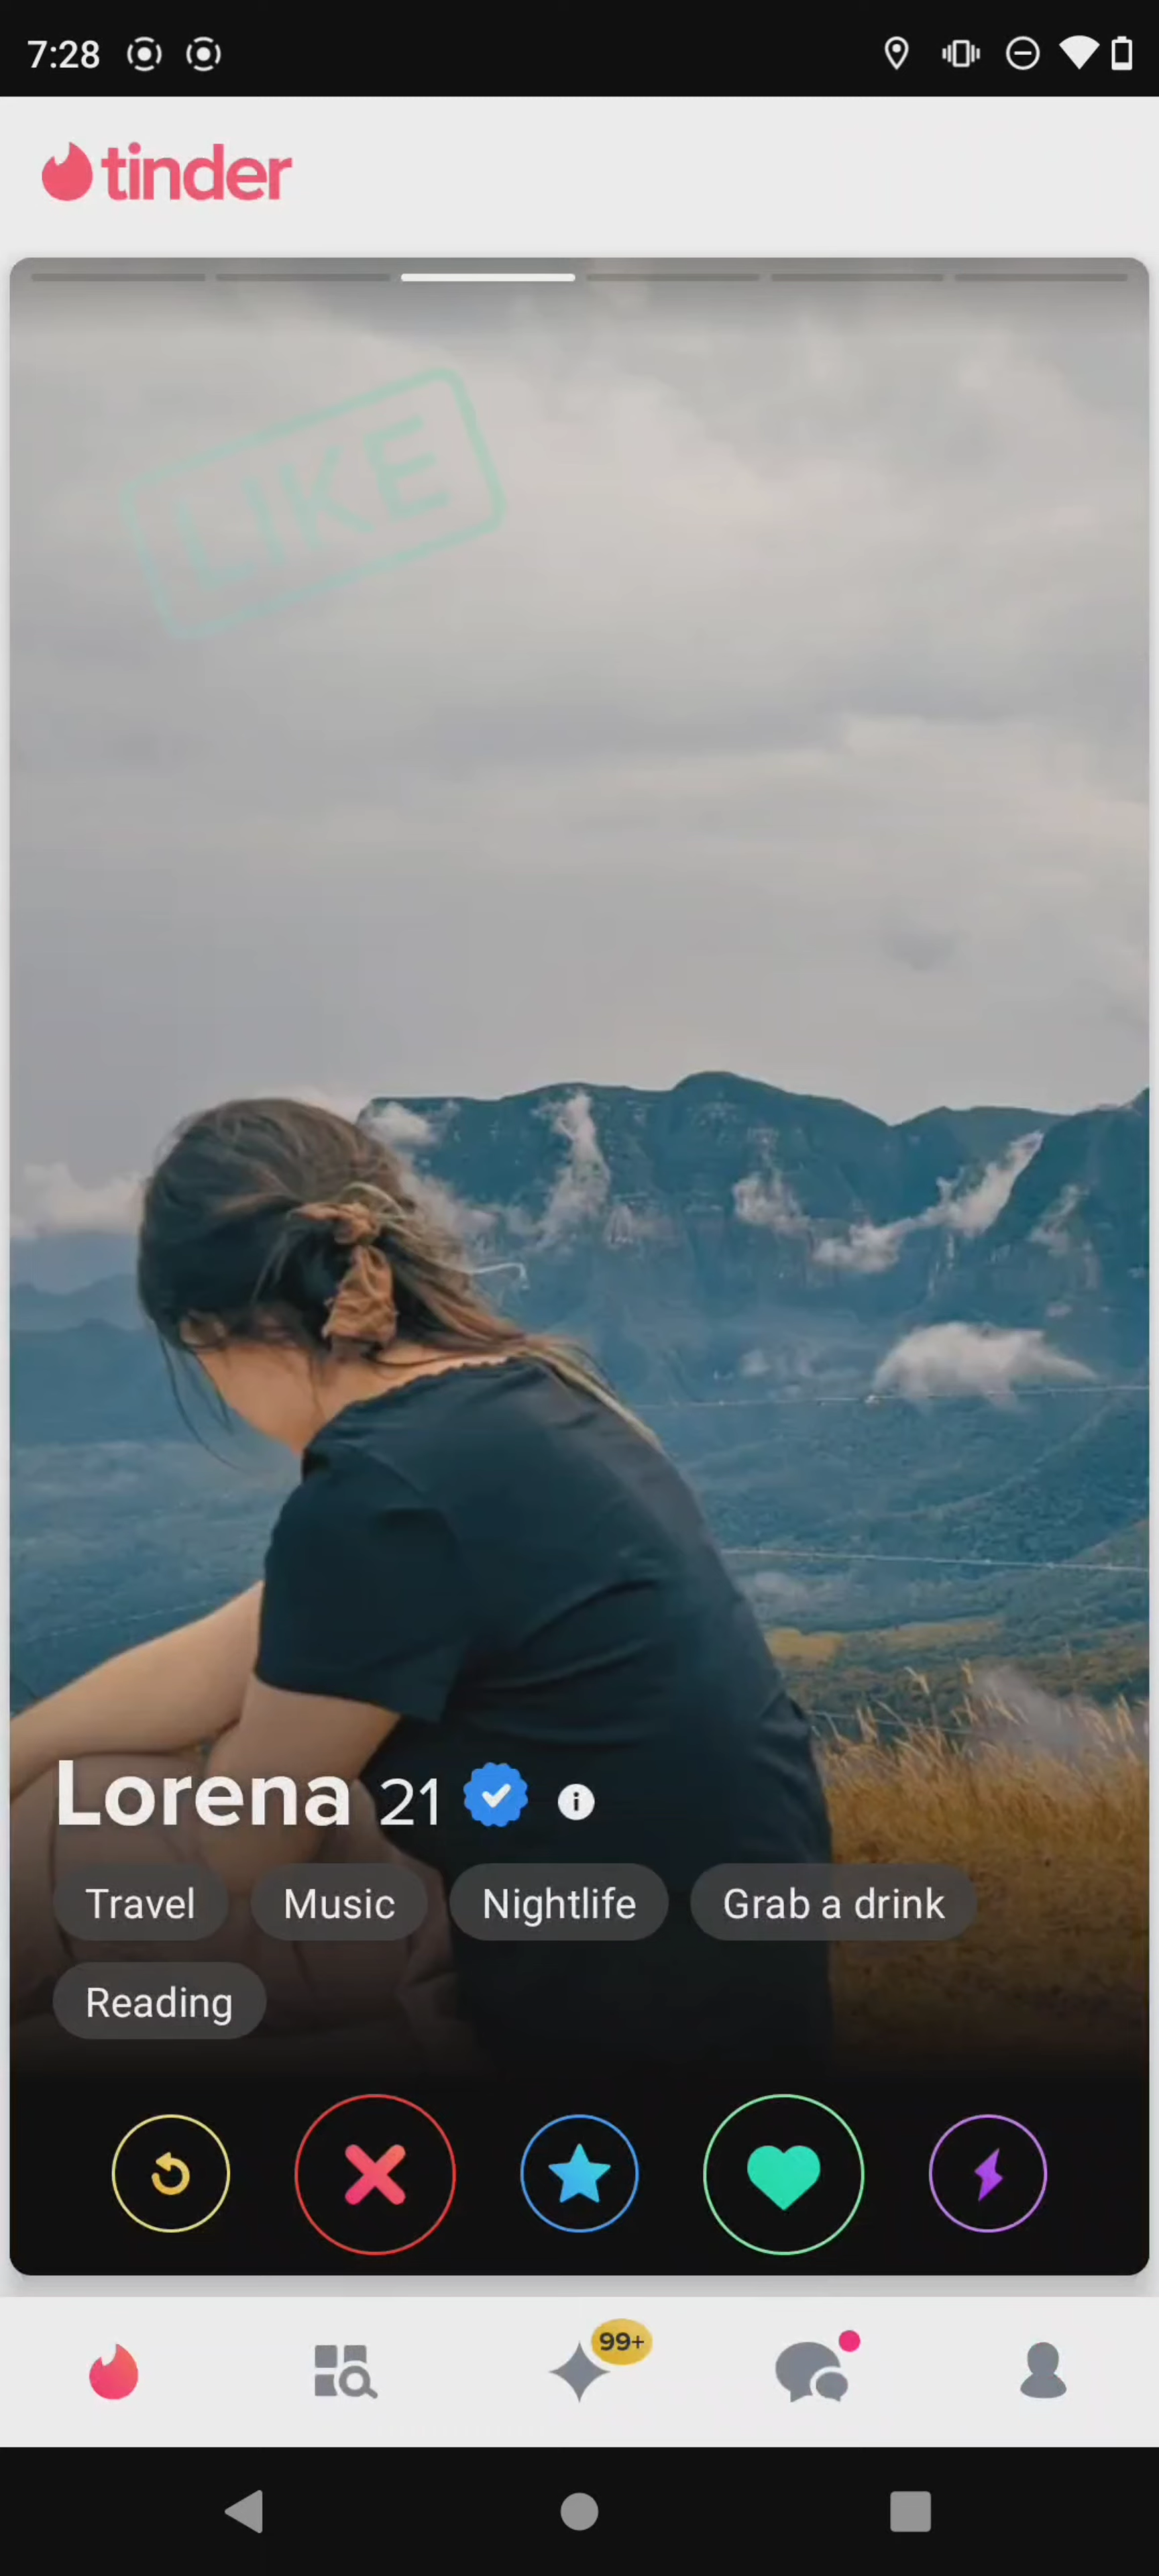 7:28
tinder
LIKE
Lorena 21
Travel Music Nightlife Grab a drink
Reading
99+